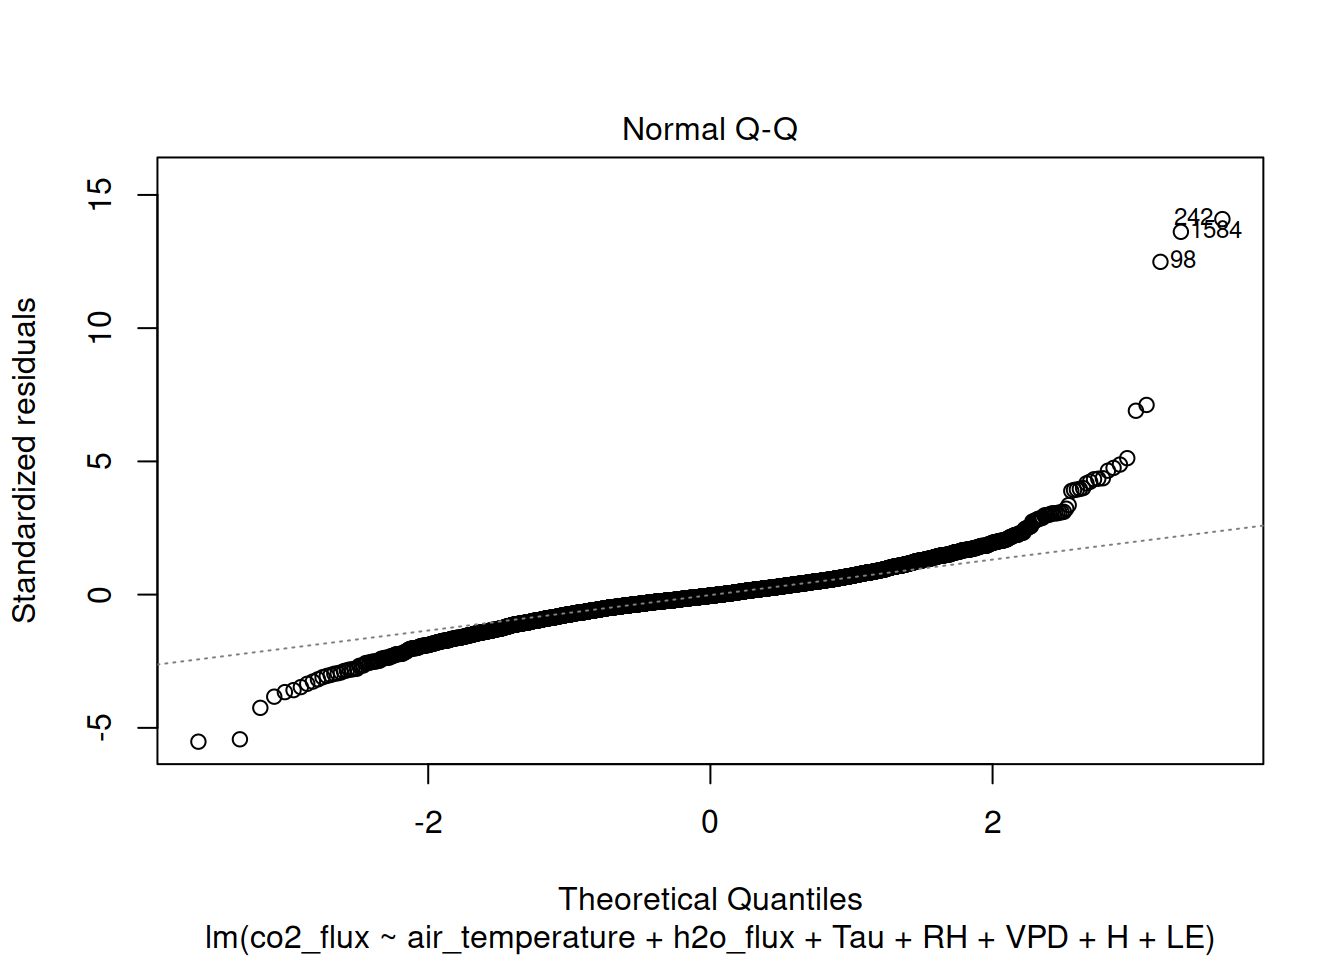 Normal Q-Q
Standardized residuals
15
10
5
0
-5
242
1584
98
-2
0
2
Theoretical Quantiles
lm(co2_flux ~ air_temperature + h2o_flux + Tau + RH + VPD + H + LE)